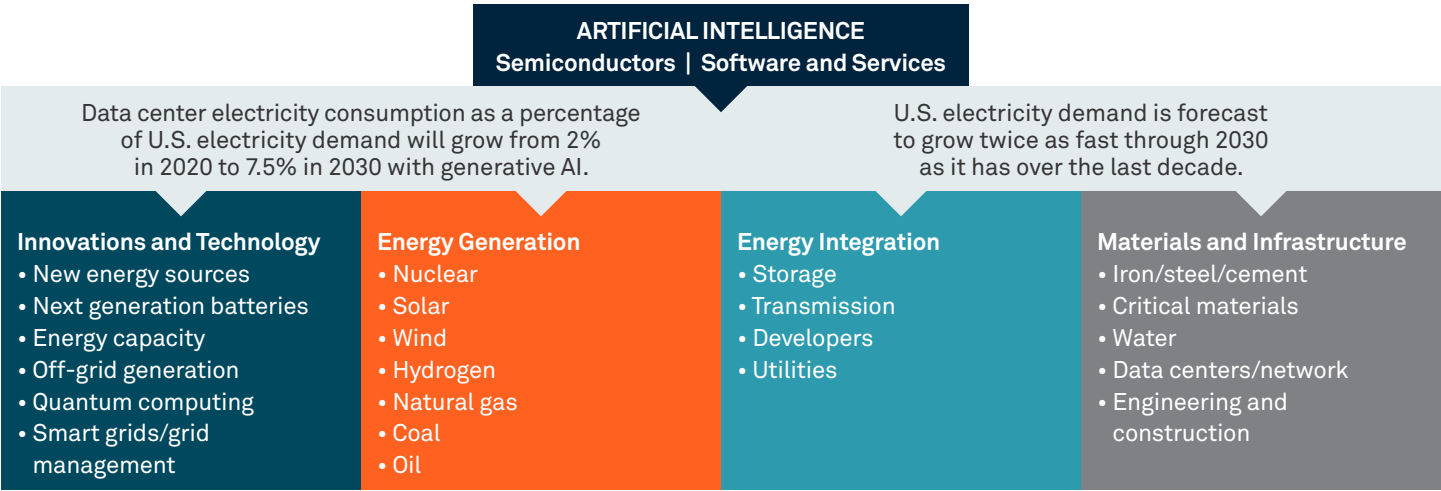 ARTIFICIAL INTELLIGENCE
Semiconductors | Software and Services
Data center electricity consumption as a percentage
of U.S. electricity demand will grow from 2%
in 2020 to 7.5% in 2030 with generative AI.
U.S. electricity demand is forecast
to grow twice as fast through 2030
as it has over the last decade.
Innovations and Technology
• New energy sources
• Next generation batteries
• Energy capacity
• Off-grid generation
• Quantum computing
• Smart grids/grid
management
Energy Generation
• Nuclear
• Solar
• Wind
• Hydrogen
• Natural gas
• Coal
• Oil
Energy Integration
• Storage
• Transmission
• Developers
• Utilities
Materials and Infrastructure
• Iron/steel/cement
• Critical materials
• Water
• Data centers/network
• Engineering and
construction